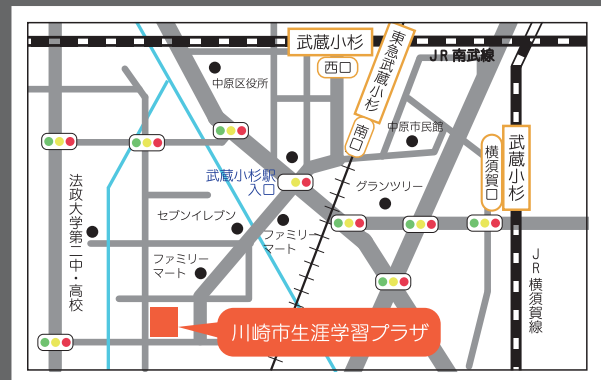 武蔵小杉
東急武蔵小杉
JR南武線
西口
中原区役所
南口
中原市民館
武蔵小杉
横須賀口
武蔵小杉駅
入口
グランツリー
法政大学第二中・高校
セブンイレブン
ファミリー
マート
ファミリー
マート
JR横須賀線
川崎市生涯学習プラザ